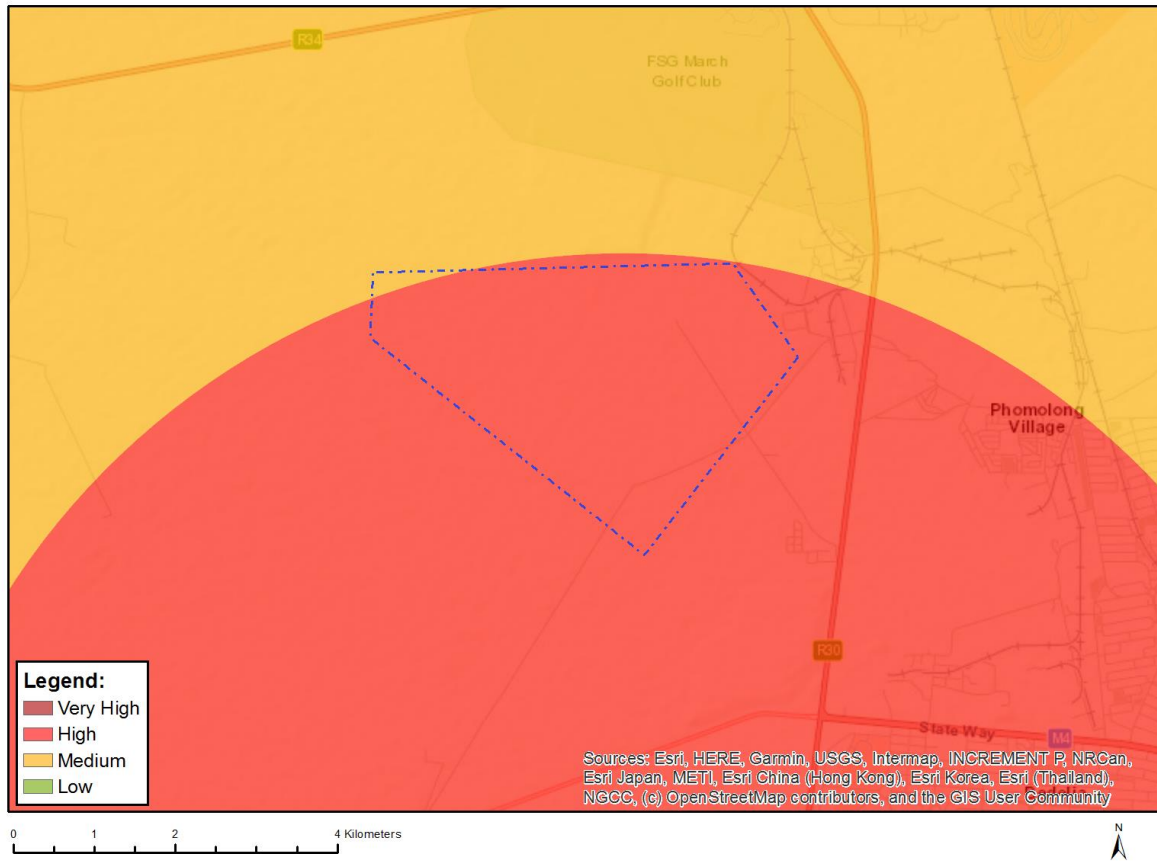 R34
FSG March
Golf Club
Phomolong
Village
R30
State Way
M4
Legend:
Very High
High
Medium
Low
Sources: Esri, HERE, Garmin, USGS, Intermap, INCREMENT P, NRCan,
Esri Japan, METI, Esri China (Hong Kong), Esri Korea, Esri (Thailand),
NGCC, (c) OpenStreetMap contributors, and the GIS User Community
0 1 2 4 Kilometers
N